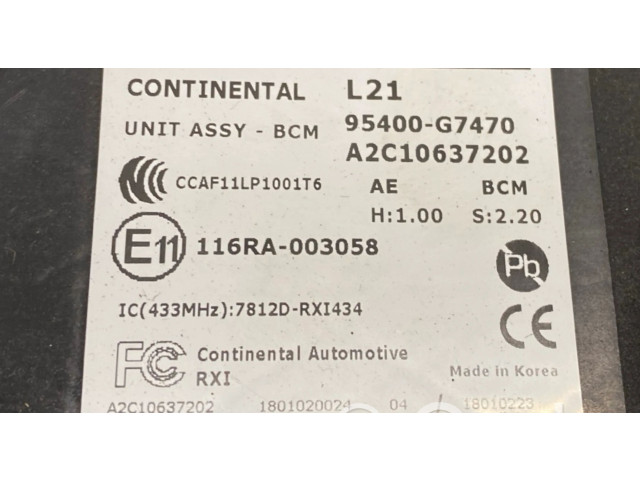 CONTINENTAL L21
UNIT ASSY - BCM 95400-G7470
A2C10637202
CCAF11LP1001T6 AE BCM
H:1.00 S:2.20
E11 116RA-003058 Pb
IC(433MHz):7812D-RXI434
CE
FC Continental Automotive
RXI Made in Korea
A2C10637202 1801020024 04 / 18010223